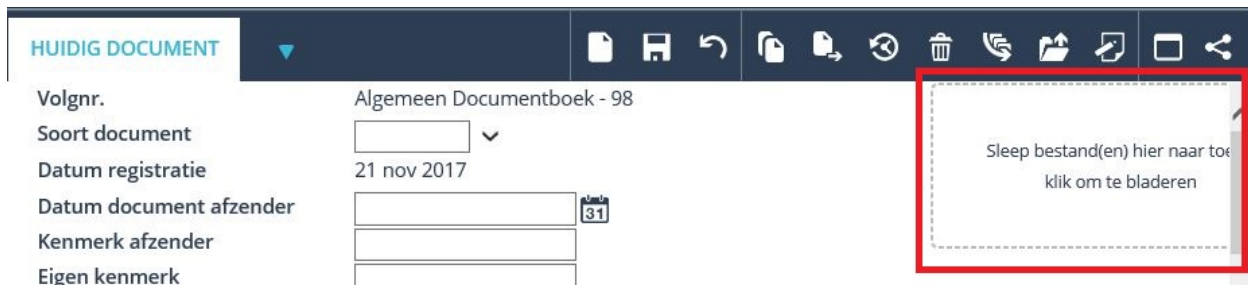 HUIDIG DOCUMENT
Volgnr. Algemeen Documentboek - 98
Soort document
Datum registratie 21 nov 2017
Datum document afzender 31
Kenmerk afzender
Eigen kenmerk
Sleep bestand(en) hier naar toe
klik om te bladeren